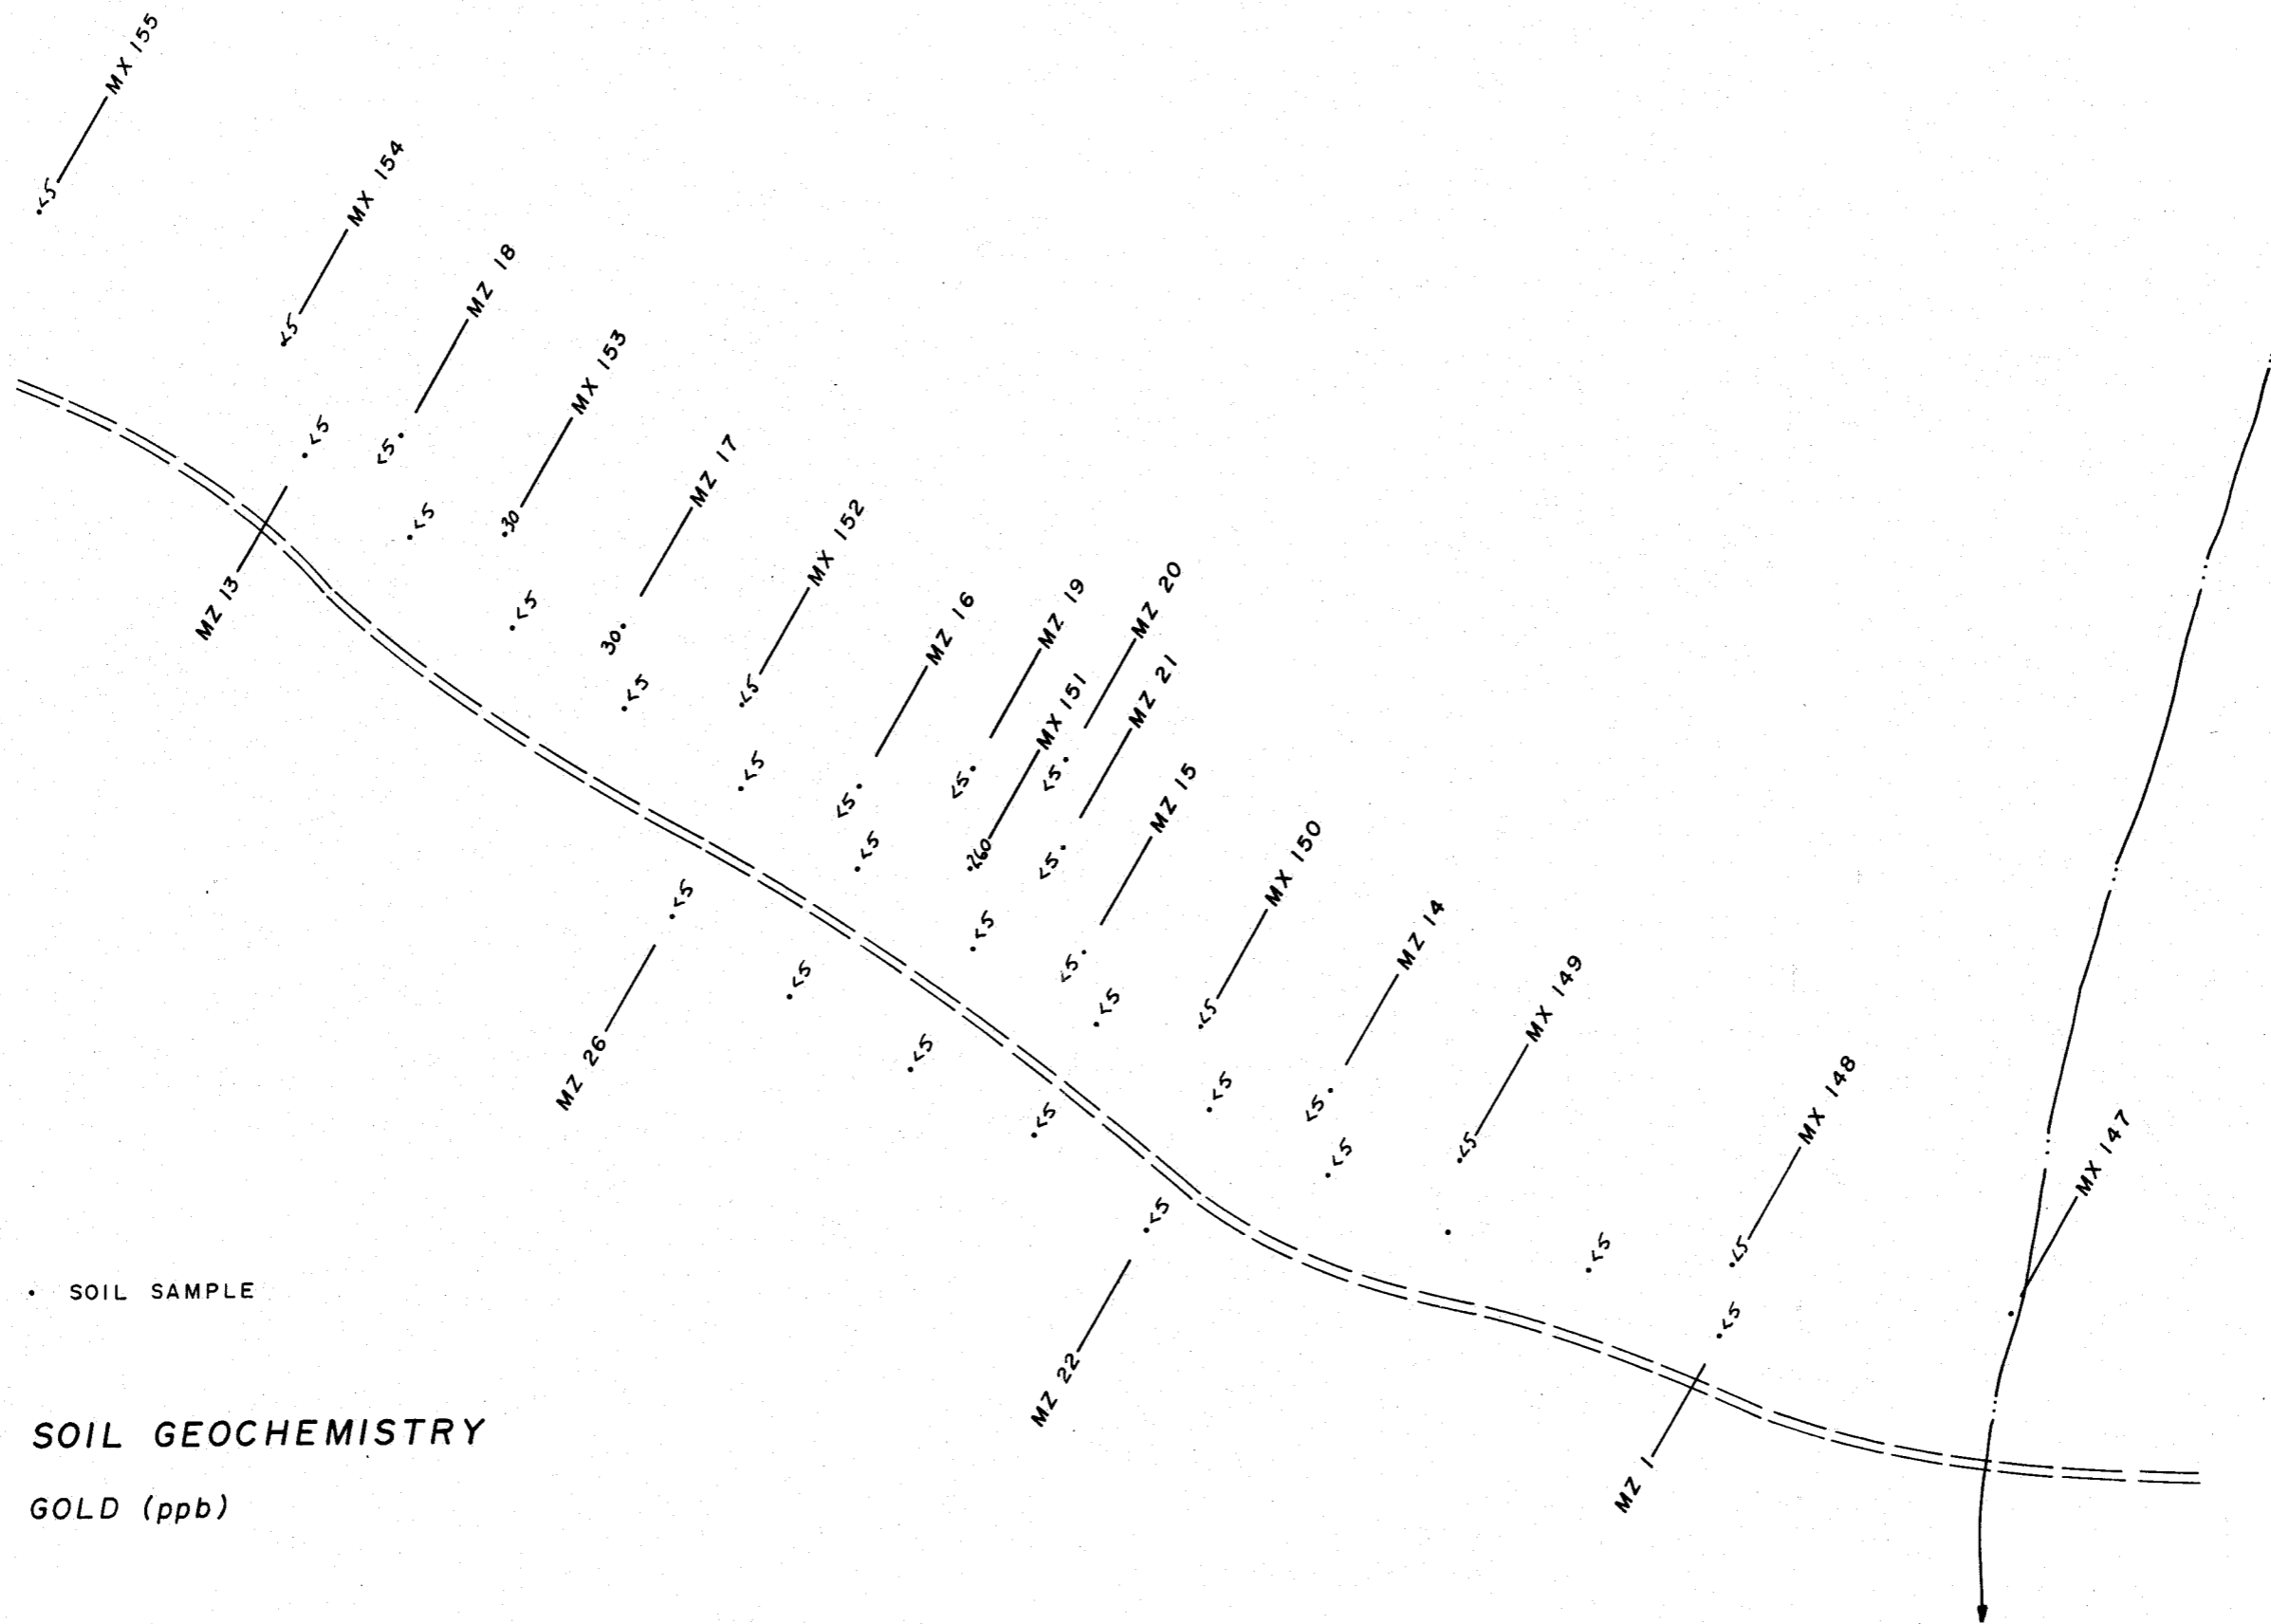 MX 155
<5
MX 154
<5
MZ 18
<5
<5
MZ 13
MX 153
30
<5
MZ 17
30
<5
<5
MX 152
<5
<5
MZ 16
<5
<5
MZ 19
<5
MZ 20
<5
MX 151
260
<5
MZ 21
<5
MZ 15
<5
<5
MX 150
<5
<5
MZ 14
<5
<5
MX 149
<5
<5
MX 148
<5
<5
MZ 1
MX 147
<5
MZ 26
<5
<5
<5
<5
MZ 22
SOIL SAMPLE
SOIL GEOCHEMISTRY
GOLD (ppb)